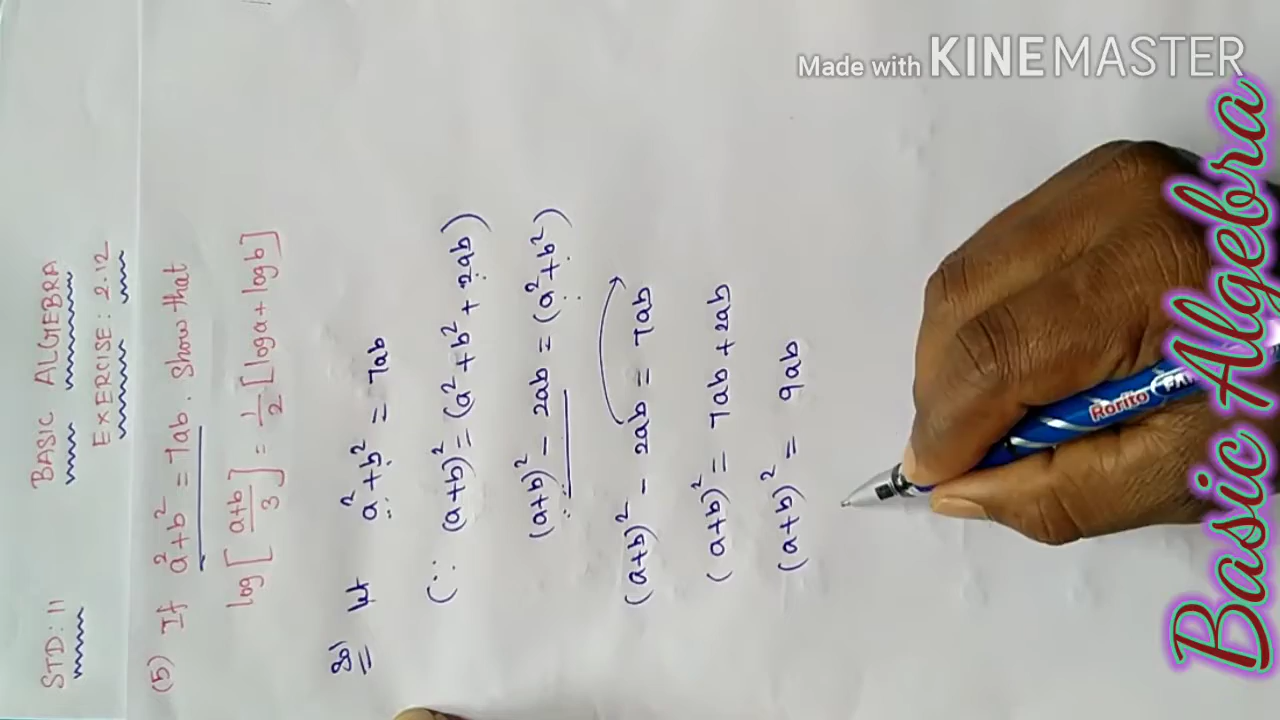 STD: 11 BASIC ALGEBRA
EXERCISE: 2.12
(5) If a²+b² = 7ab. Show that
log[(a+b)/3] = 1/2[log a + log b]
Sol let a²+b² = 7ab
(∵ (a+b)² = (a²+b²+2ab)
(a+b)² - 2ab = (a²+b²)
(a+b)² - 2ab = 7ab
(a+b)² = 7ab + 2ab
(a+b)² = 9ab
Rorito
Made with KINEMASTER
Basic Algebra